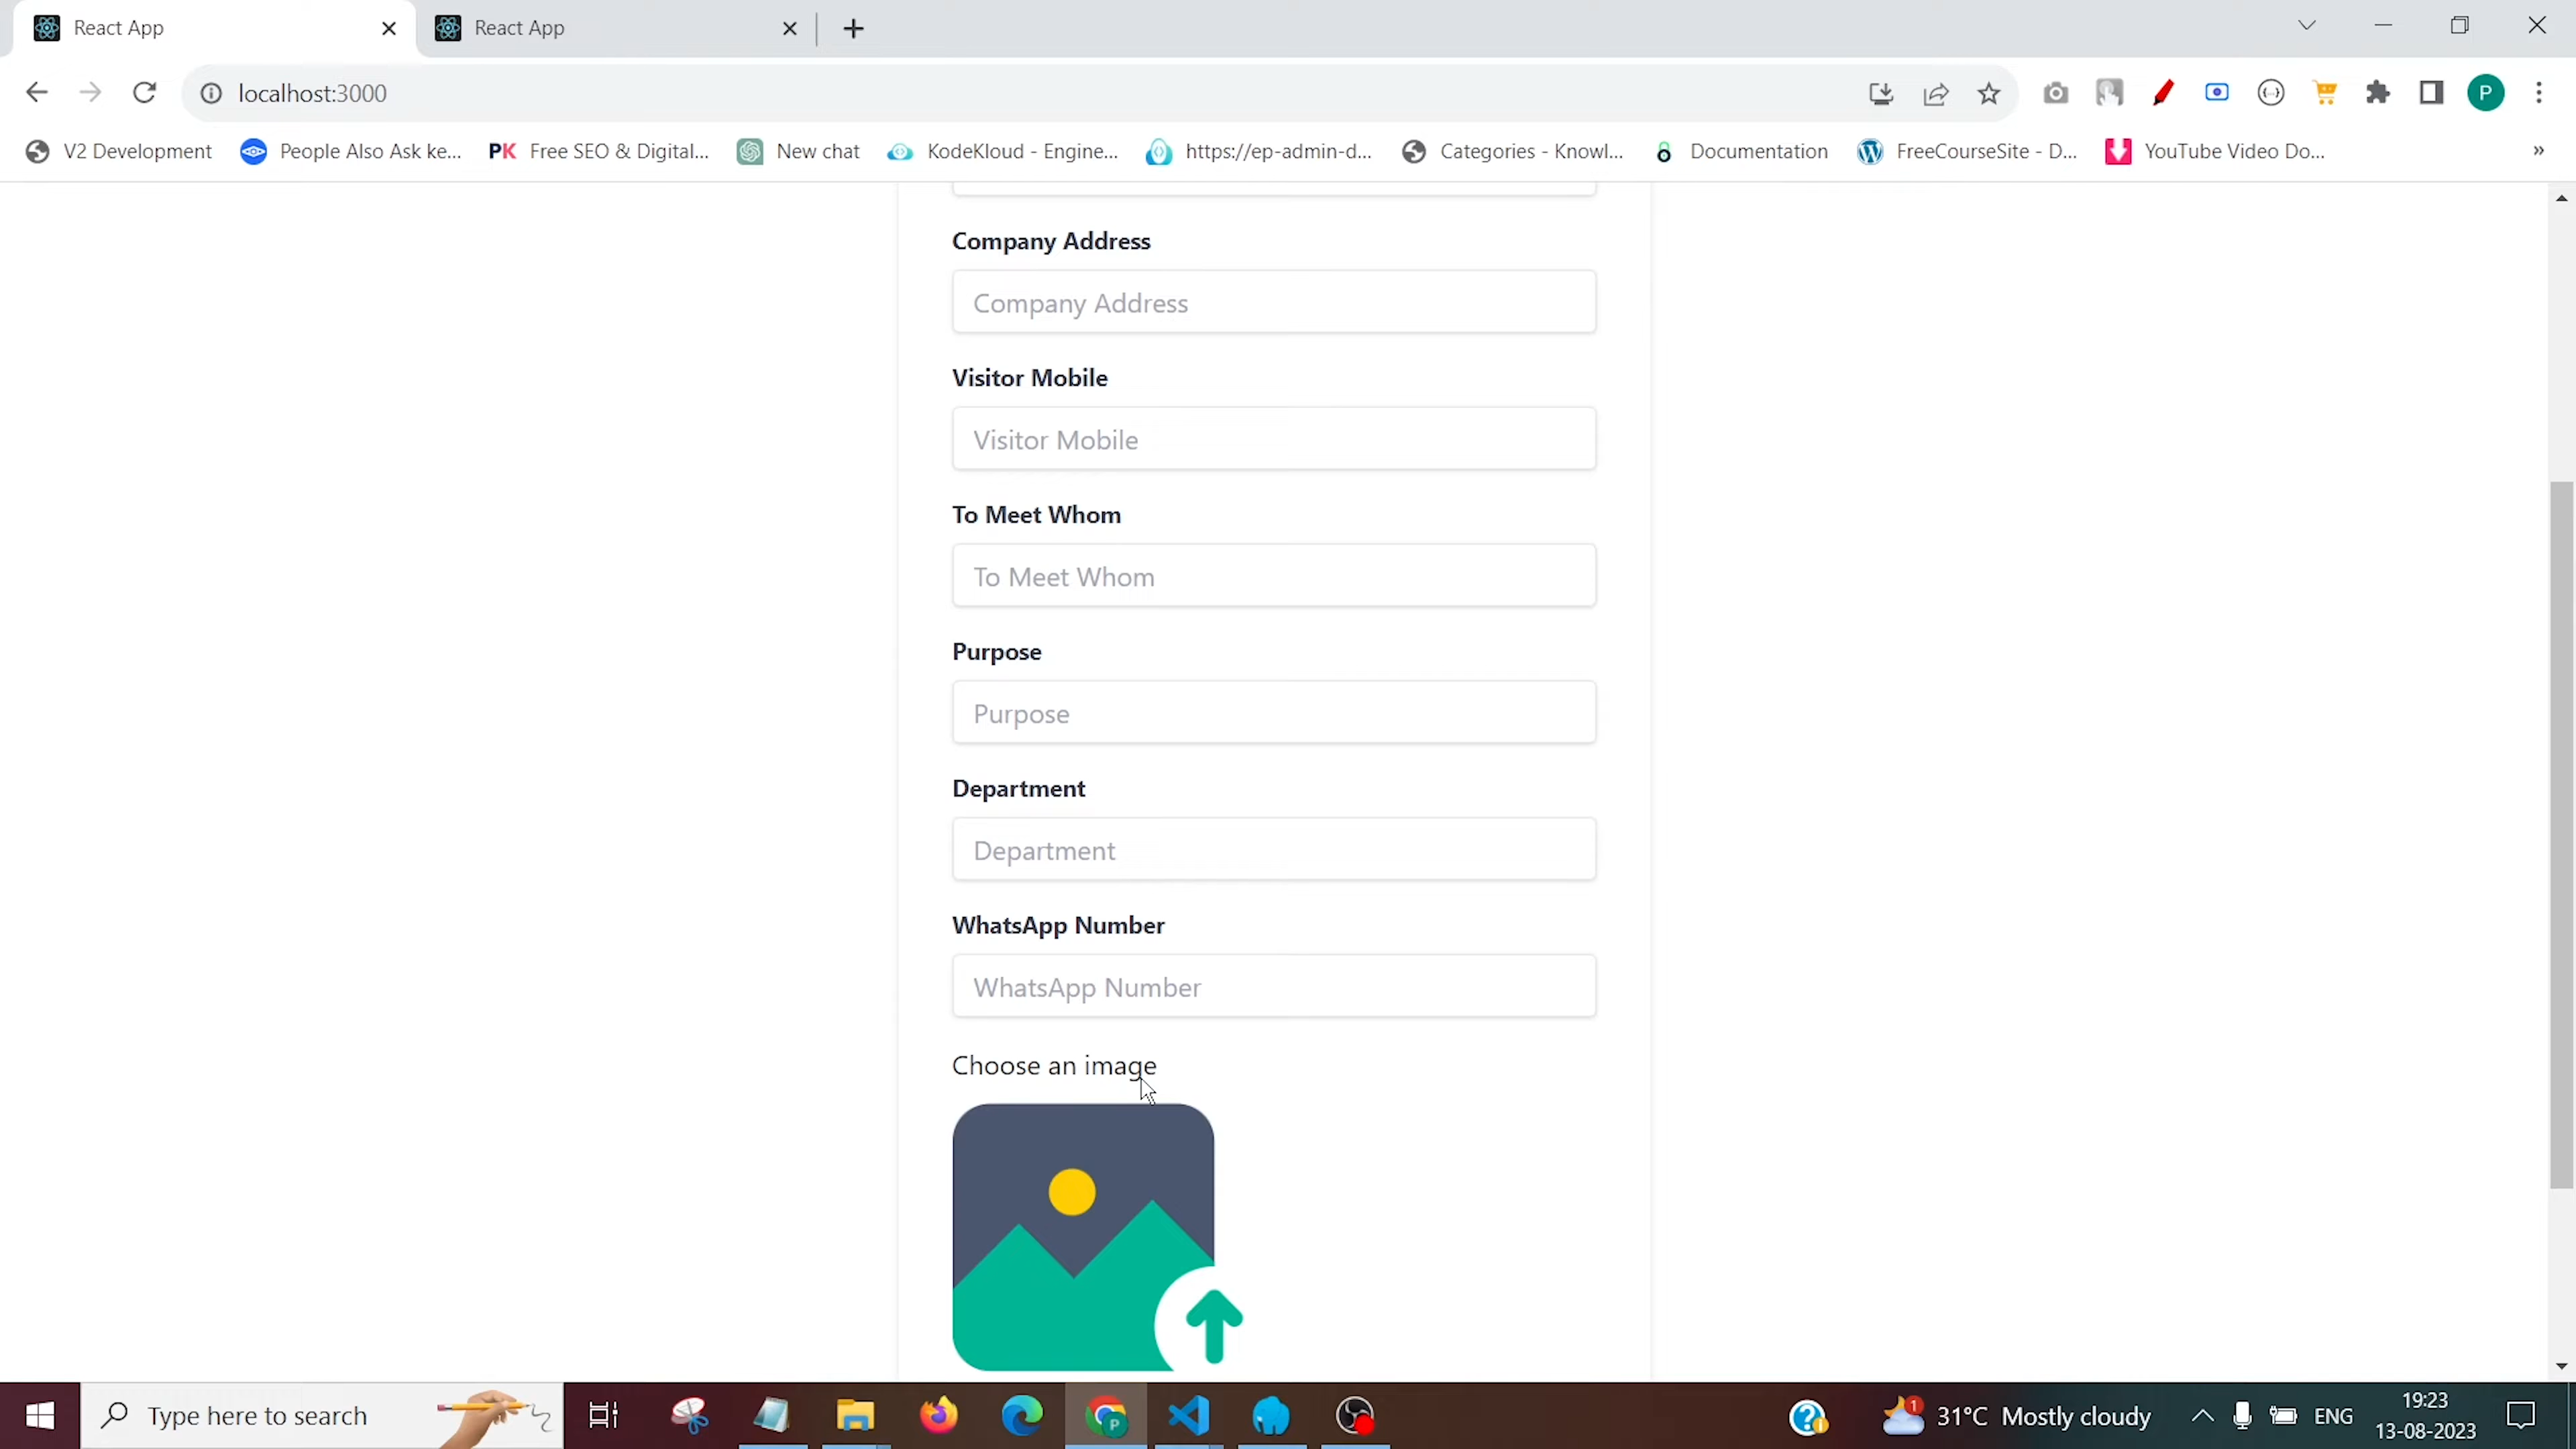 React App
React App
localhost:3000
P
V2 Development
People Also Ask ke...
PK Free SEO & Digital...
New chat
KodeKloud - Engine...
https://ep-admin-d...
Categories - Knowl...
Documentation
FreeCourseSite - D...
YouTube Video Do...
»
Company Address
Company Address
Visitor Mobile
Visitor Mobile
To Meet Whom
To Meet Whom
Purpose
Purpose
Department
Department
WhatsApp Number
WhatsApp Number
Choose an image
Type here to search
P
1
31°C Mostly cloudy
ENG
19:23
13-08-2023